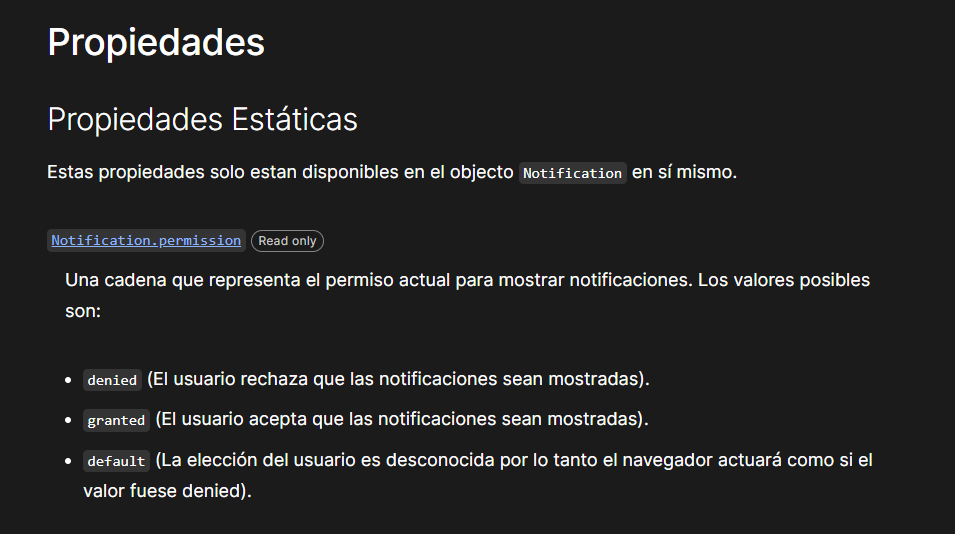 Propiedades
Propiedades Estáticas
Estas propiedades solo estan disponibles en el objecto Notification en sí mismo.
Notification.permission Read only
Una cadena que representa el permiso actual para mostrar notificaciones. Los valores posibles
son:
• denied (El usuario rechaza que las notificaciones sean mostradas).
• granted (El usuario acepta que las notificaciones sean mostradas).
• default (La elección del usuario es desconocida por lo tanto el navegador actuará como si el
valor fuese denied).